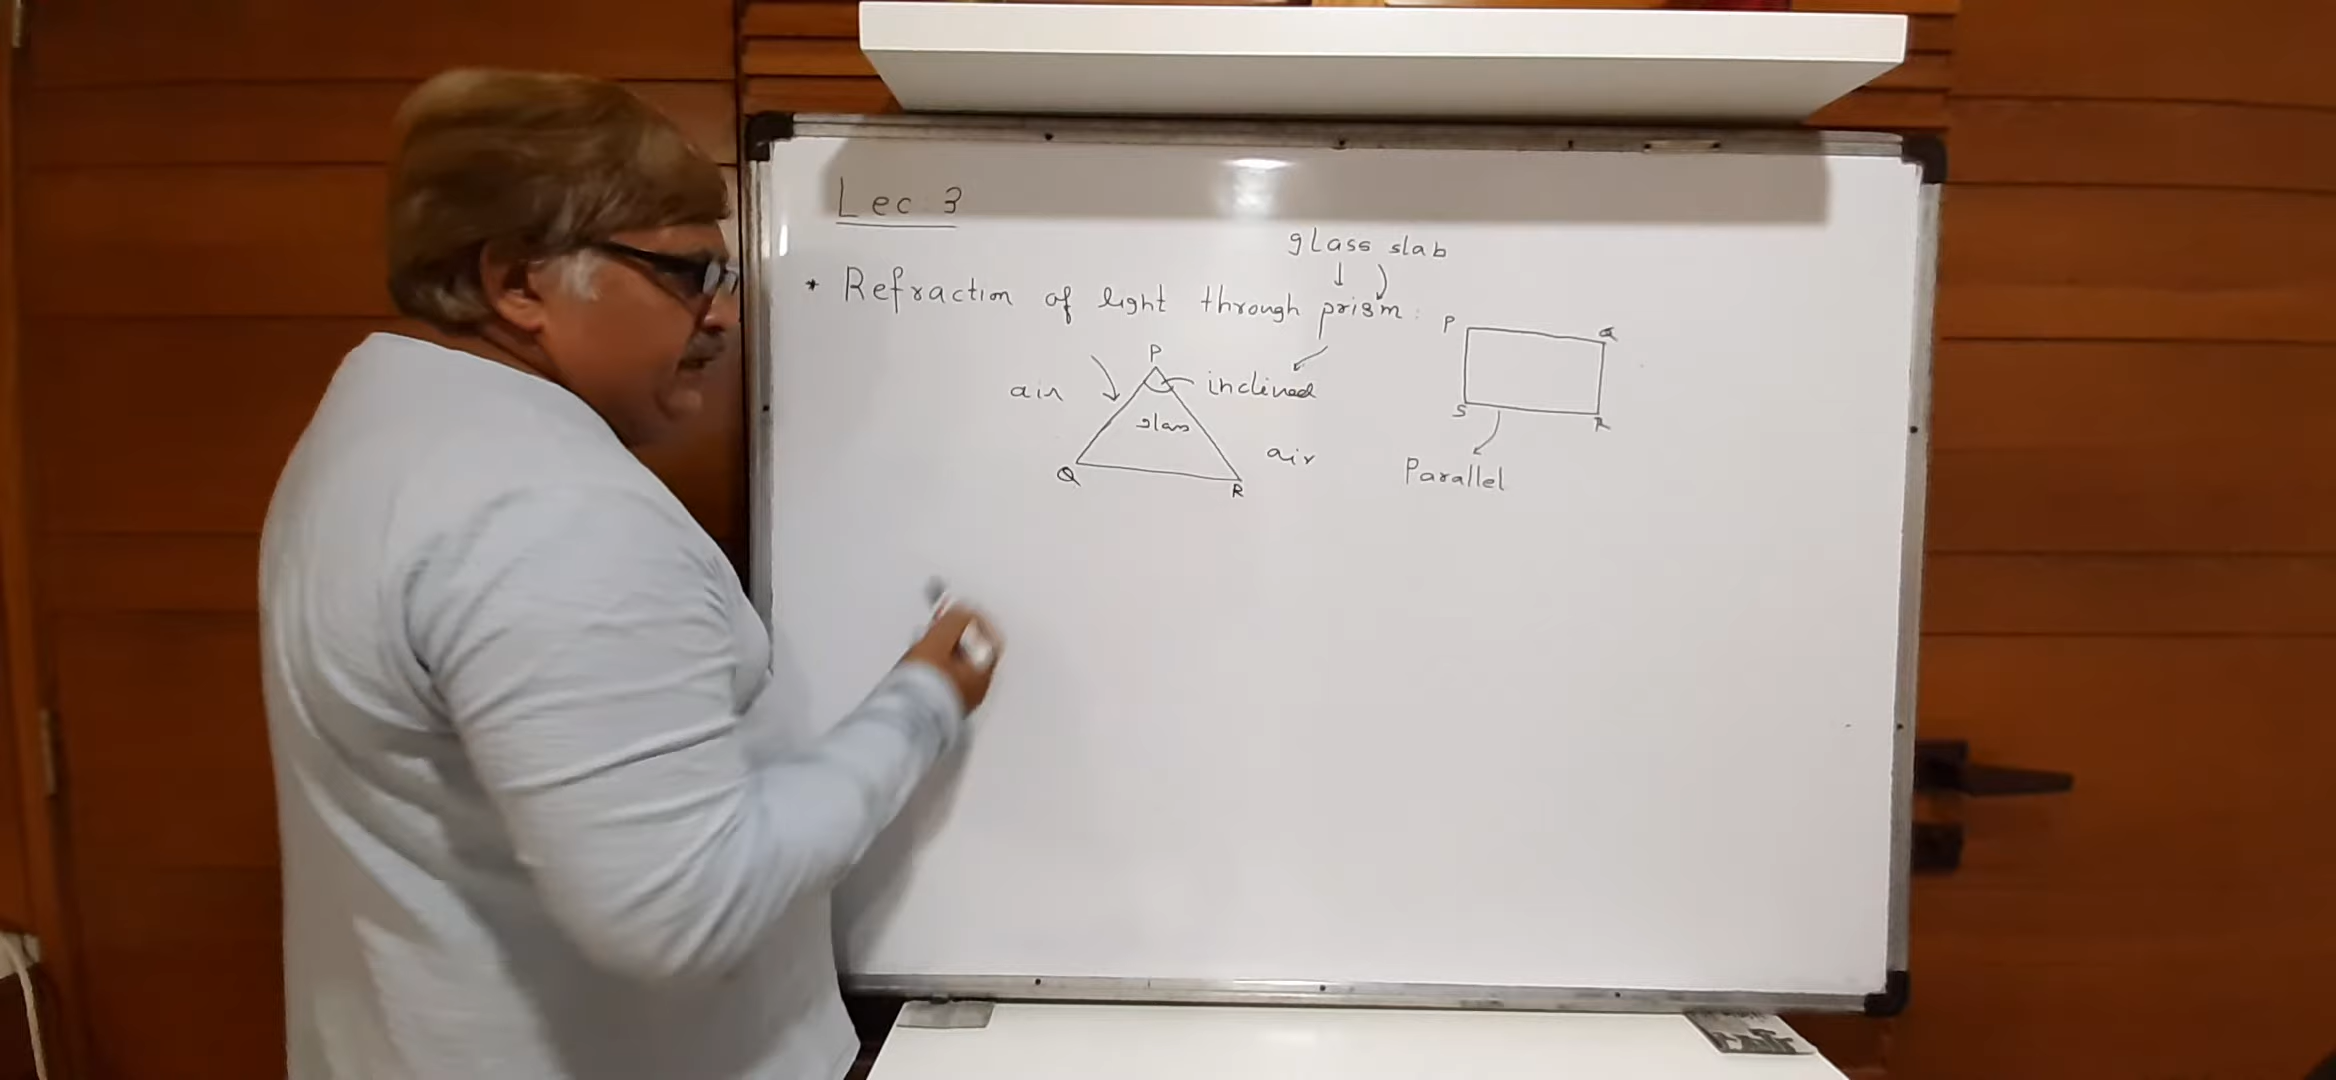 Lec 3
glass slab
* Refraction of light through prism :
P
air
inclined
glass
air
Q
R
P
Q
S
R
Parallel